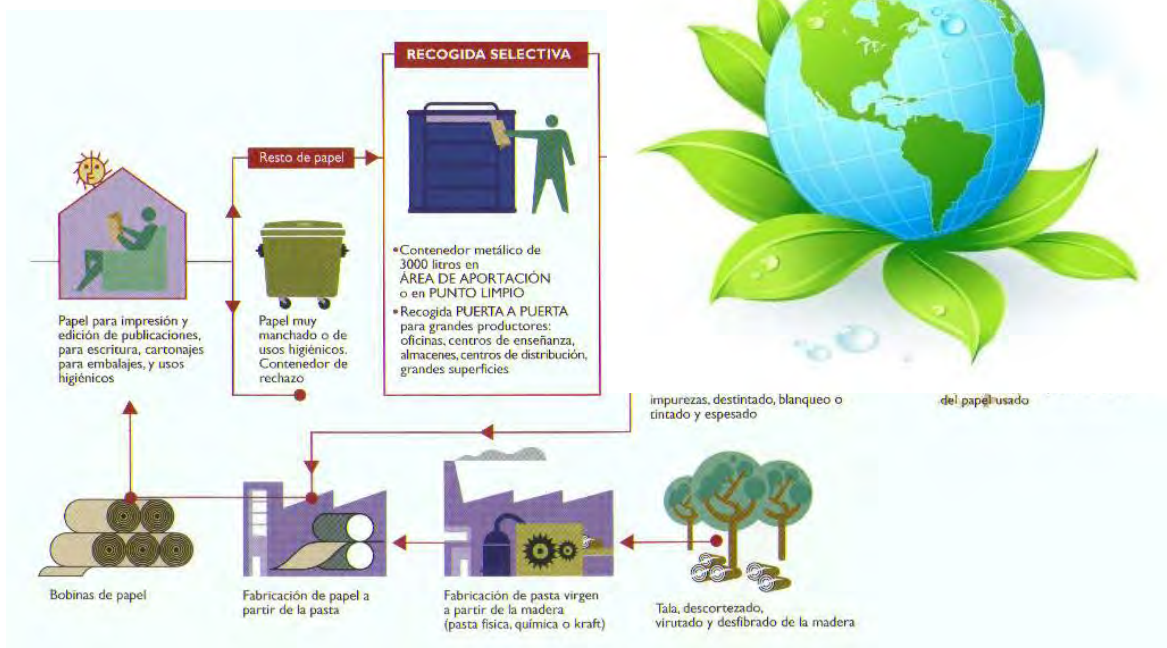 RECOGIDA SELECTIVA
Resto de papel
•Contenedor metálico de
3000 litros en
ÁREA DE APORTACIÓN
o en PUNTO LIMPIO
•Recogida PUERTA A PUERTA
para grandes productores:
oficinas, centros de enseñanza,
almacenes, centros de distribución,
grandes superficies
Papel para impresión y
edición de publicaciones,
para escritura, cartonajes
para embalajes, y usos
higiénicos
Papel muy
manchado o de
usos higiénicos.
Contenedor de
rechazo
impurezas, destintado, blanqueo o
tintado y espesado
del papel usado
Bobinas de papel
Fabricación de papel a
partir de la pasta
Fabricación de pasta virgen
a partir de la madera
(pasta física, química o kraft)
Tala, descortezado,
virutado y desfibrado de la madera